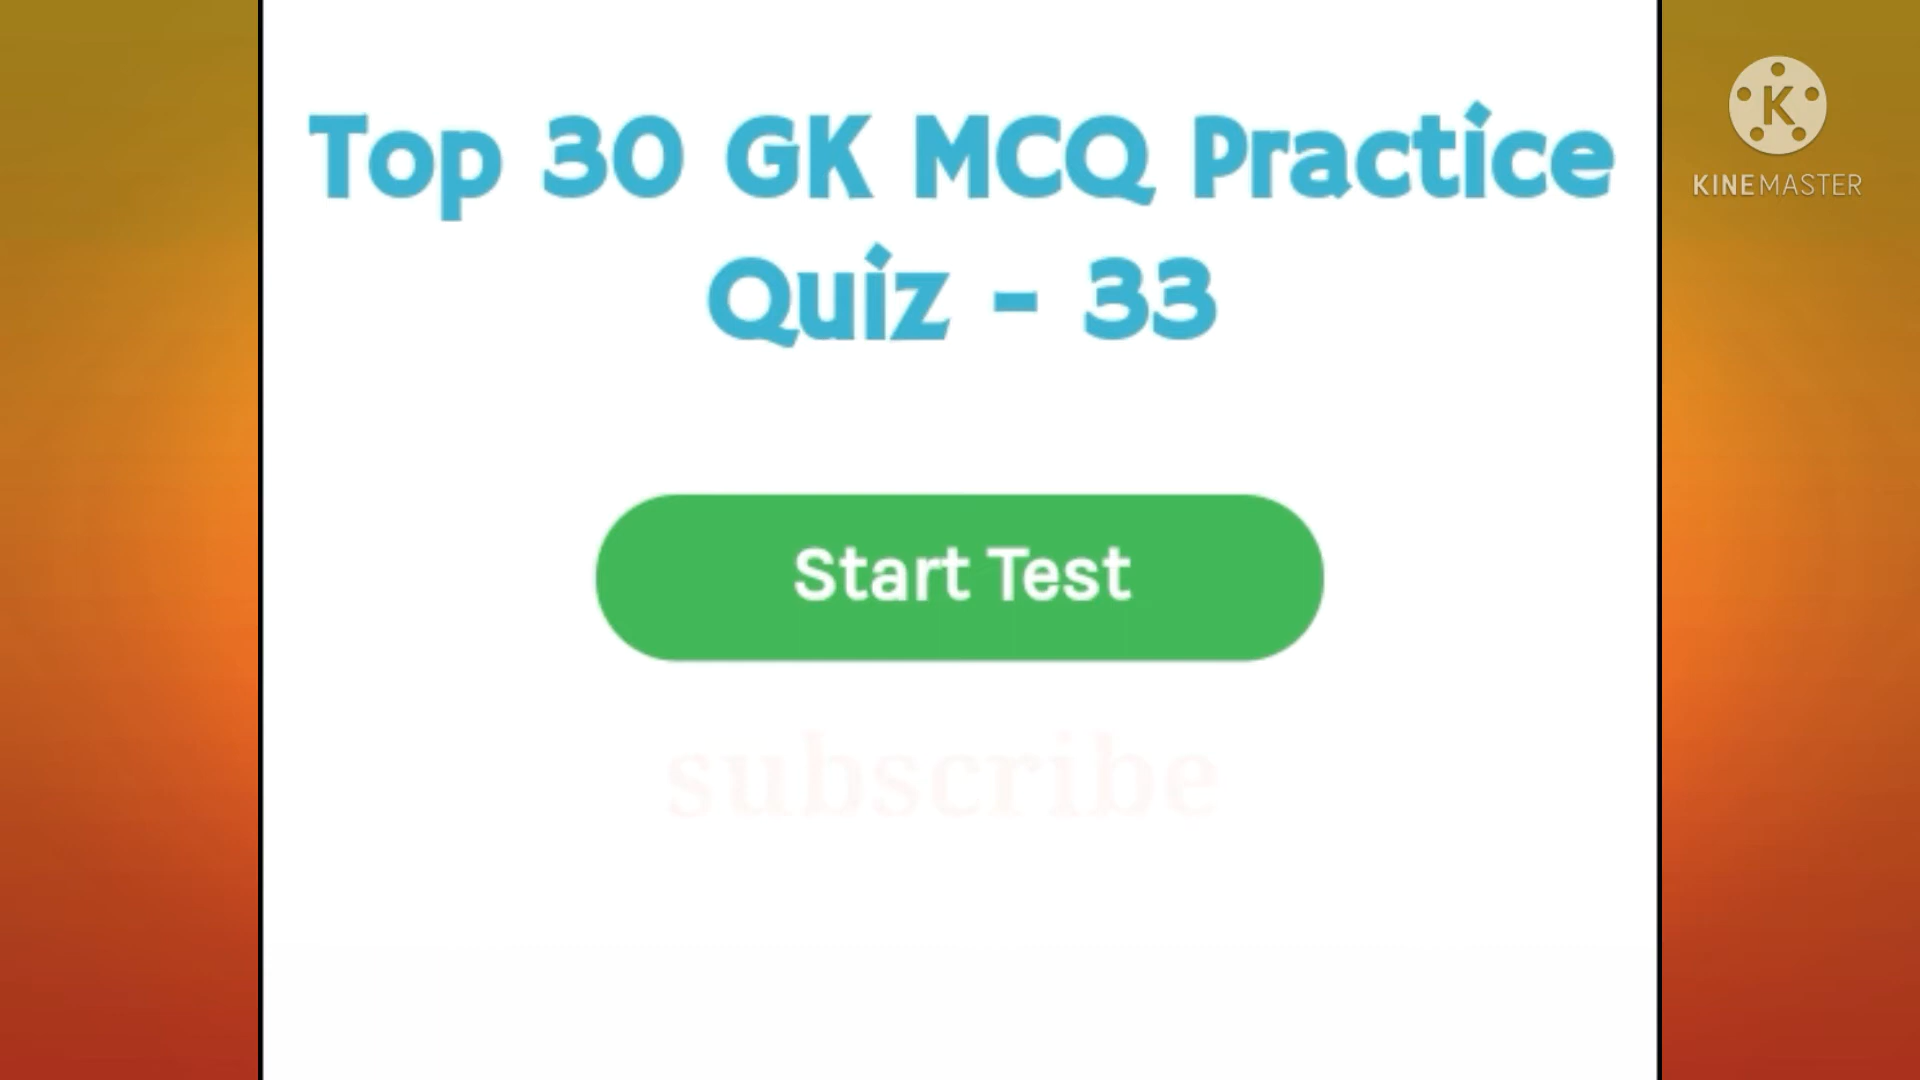 Top 30 GK MCQ Practice
Quiz - 33
K
KINEMASTER
Start Test
subscribe